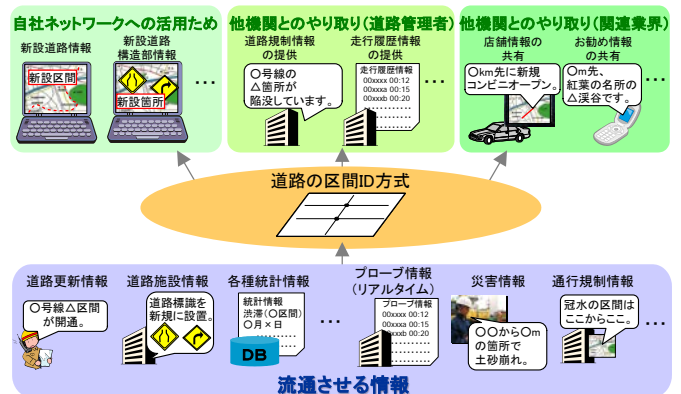 自社ネットワークへの活用ため
新設道路情報
新設区間
新設道路
構造部情報
新設箇所
…
他機関とのやり取り(道路管理者)
道路規制情報
の提供
〇号線の
△箇所が
陥没しています。
走行履歴情報
の提供
走行履歴情報
00xxxx 00:12
00xxxa 00:15
00xxxb 00:20
…
他機関とのやり取り(関連業界)
店舗情報の
共有
〇km先に新規
コンビニオープン。
お勧め情報
の共有
〇m先、
紅葉の名所の
△渓谷です。
…
道路の区間ID方式
道路更新情報
〇号線△区間
が開通。
道路施設情報
道路標識を
新規に設置。
各種統計情報
統計情報
渋滞(〇区間)
〇月×日
DB
…
プローブ情報
(リアルタイム)
プローブ情報
00xxxx 00:12
00xxxa 00:15
00xxxb 00:20
災害情報
〇〇から〇m
の箇所で
土砂崩れ。
通行規制情報
冠水の区間は
ここからここ。
…
流通させる情報